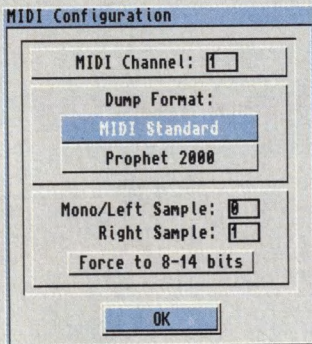 MIDI Configuration
MIDI Channel: 1
Dump Format:
MIDI Standard
Prophet 2000
Mono/Left Sample: 0
Right Sample: 1
Force to 8-14 bits
OK